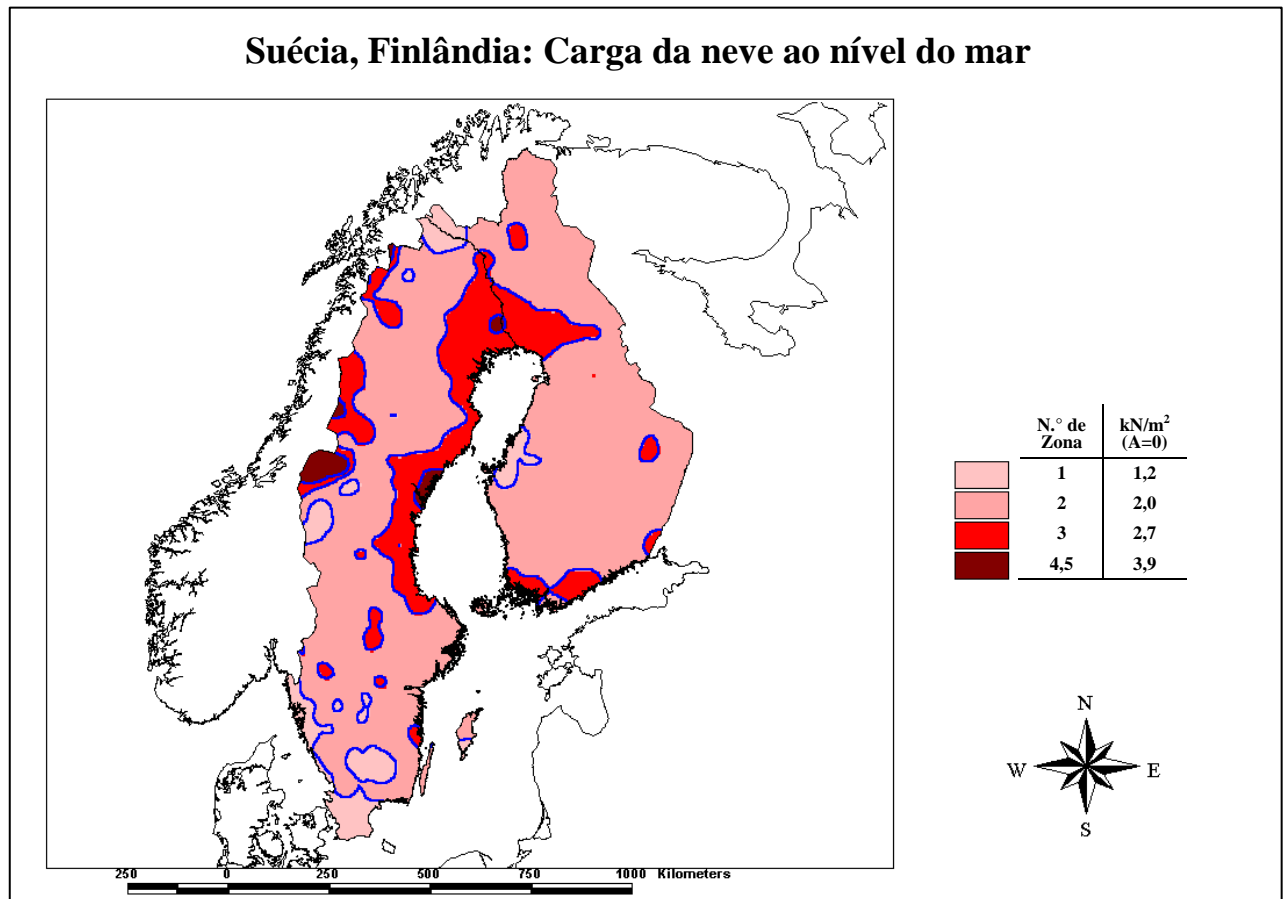 Suécia, Finlândia: Carga da neve ao nível do mar
N.° de Zona kN/m² (A=0)
1 1,2
2 2,0
3 2,7
4,5 3,9
N
W E
S
250 0 250 500 750 1000 Kilometers